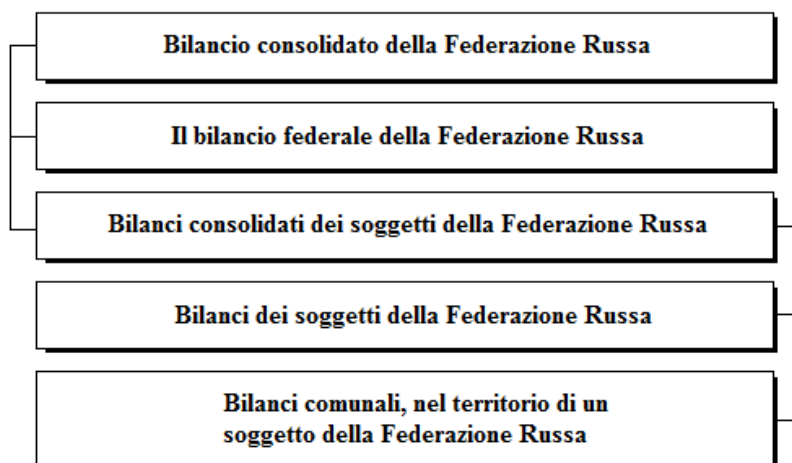 Bilancio consolidato della Federazione Russa
Il bilancio federale della Federazione Russa
Bilanci consolidati dei soggetti della Federazione Russa
Bilanci dei soggetti della Federazione Russa
Bilanci comunali, nel territorio di un
soggetto della Federazione Russa